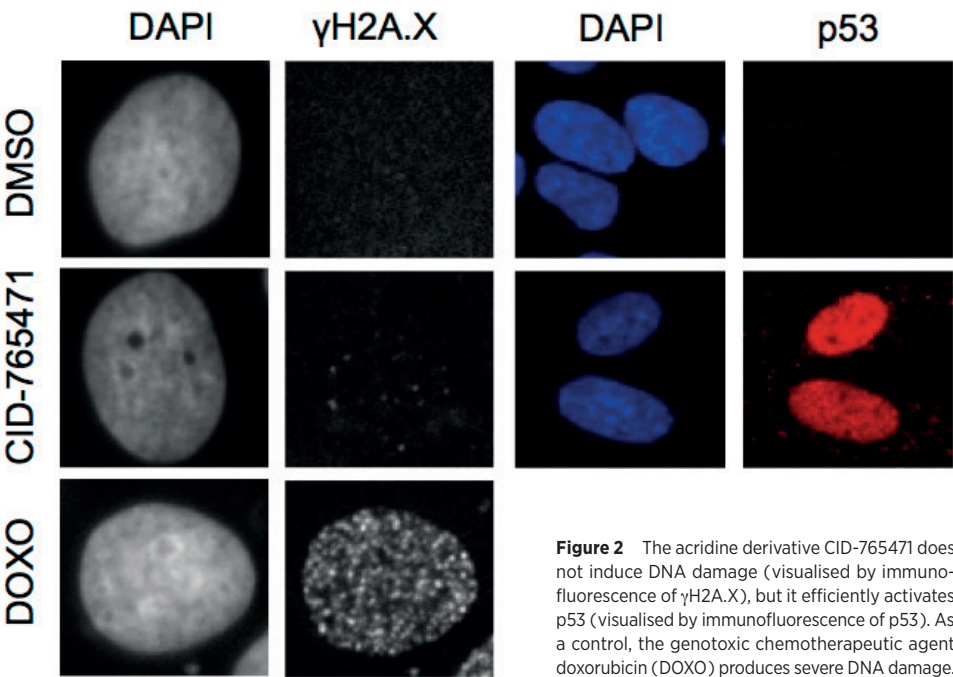 DAPI γH2A.X DAPI p53
DMSO
CID-765471
DOXO
Figure 2 The acridine derivative CID-765471 does
not induce DNA damage (visualised by immuno-
fluorescence of γH2A.X), but it efficiently activates
p53 (visualised by immunofluorescence of p53). As
a control, the genotoxic chemotherapeutic agent
doxorubicin (DOXO) produces severe DNA damage.